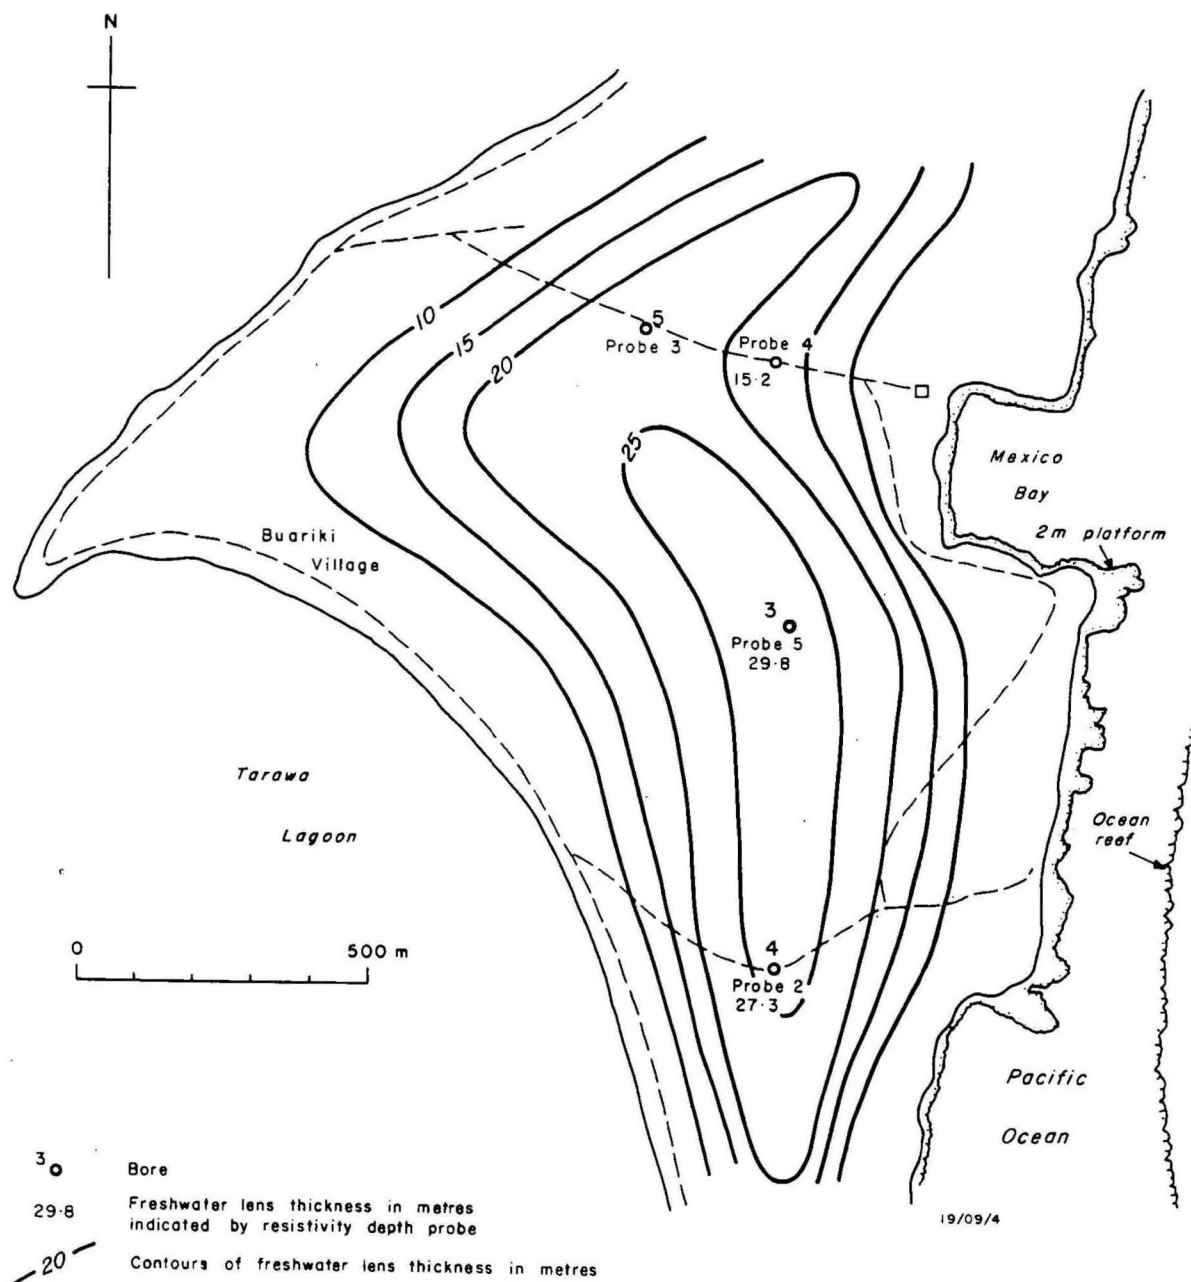 N
10
15
20
25
5
Probe 3
Probe 4
15·2
Mexico
Bay
2m platform
Buariki
Village
3
Probe 5
29·8
Tarawa
Lagoon
Ocean
reef
0 500 m
4
Probe 2
27·3
Pacific
Ocean
3 Bore
29·8 Freshwater lens thickness in metres
indicated by resistivity depth probe
20 Contours of freshwater lens thickness in metres
19/09/4